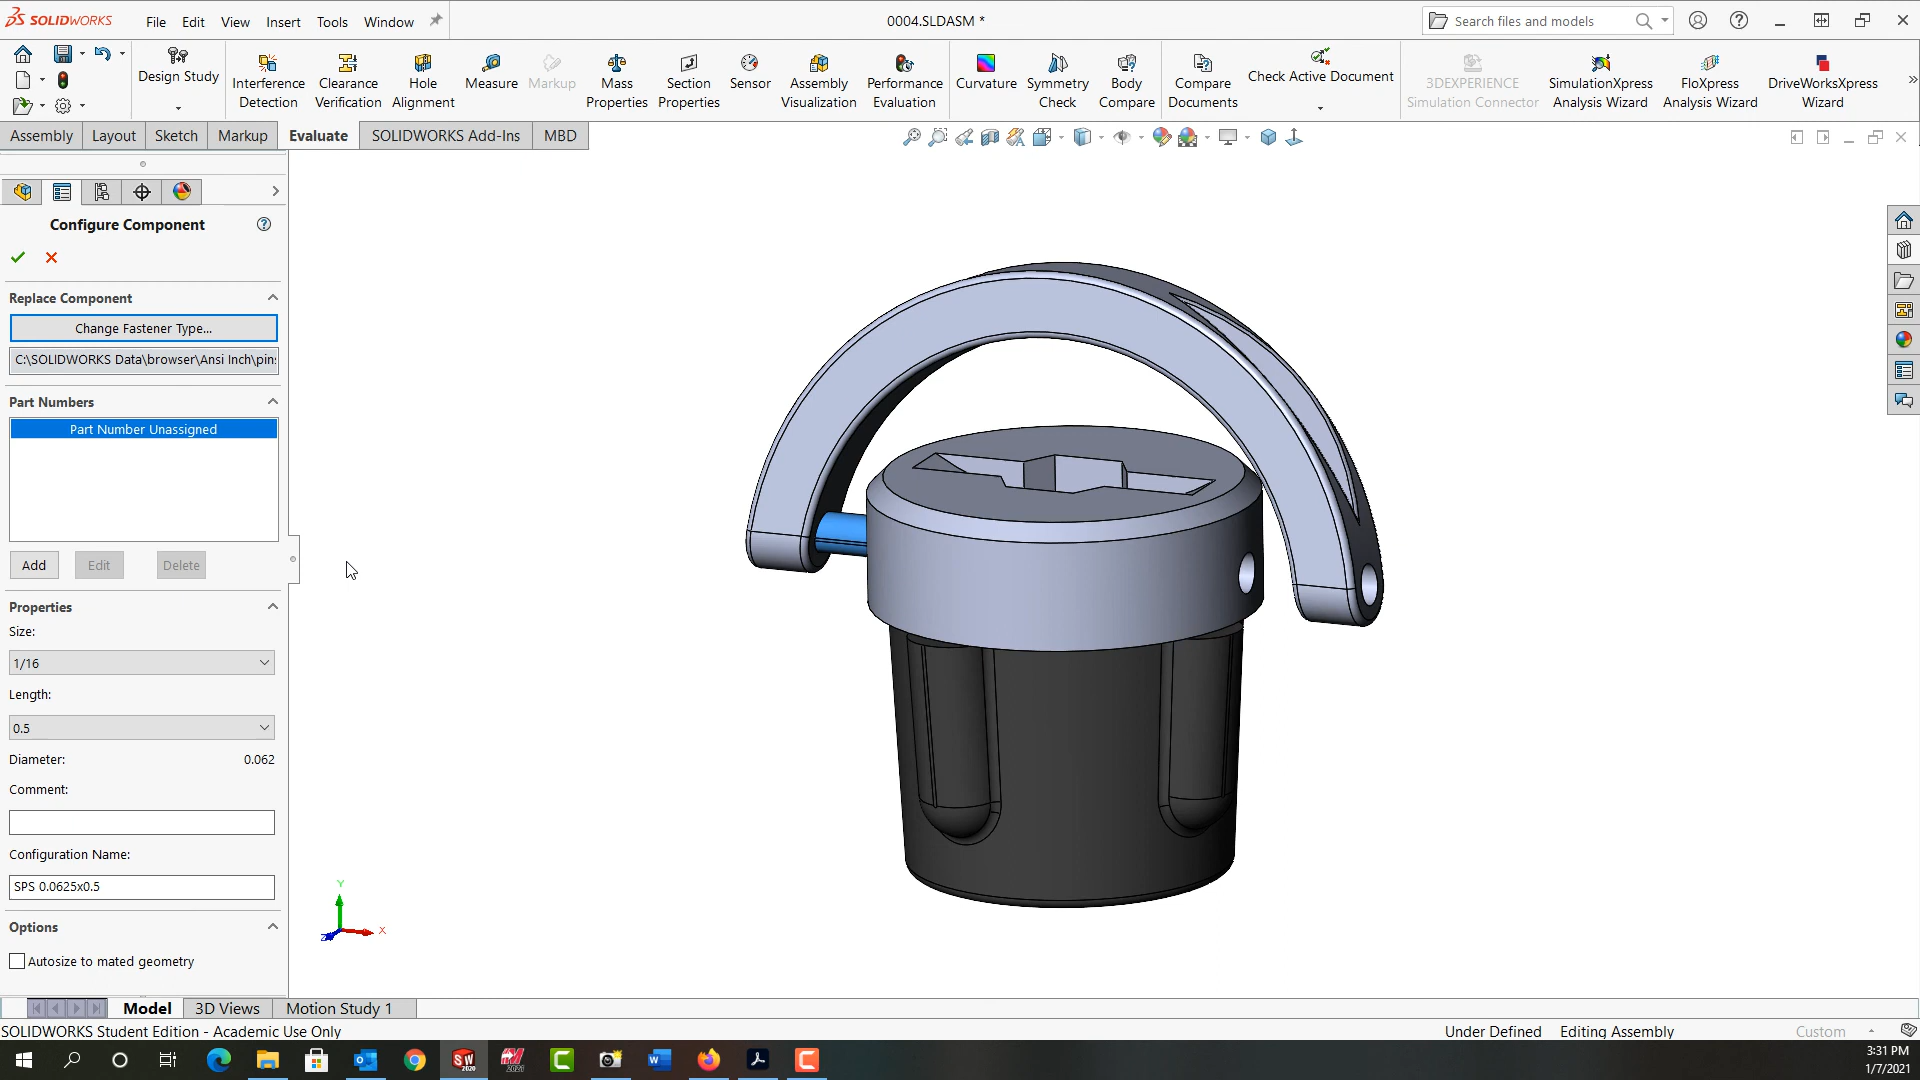 SOLIDWORKS File Edit View Insert Tools Window 0004.SLDASM * Search files and models
Design Study Interference Detection Clearance Verification Hole Alignment Measure Markup Mass Properties Section Properties Sensor Assembly Visualization Performance Evaluation Curvature Symmetry Check Body Compare Compare Documents Check Active Document 3DEXPERIENCE Simulation Connector SimulationXpress Analysis Wizard FloXpress Analysis Wizard DriveWorksXpress Wizard
Assembly Layout Sketch Markup Evaluate SOLIDWORKS Add-Ins MBD
Configure Component
Replace Component
Change Fastener Type...
C:\SOLIDWORKS Data\browser\Ansi Inch\pin
Part Numbers
Part Number Unassigned
Add Edit Delete
Properties
Size:
1/16
Length:
0.5
Diameter: 0.062
Comment:
Configuration Name:
SPS 0.0625x0.5
Options
Autosize to mated geometry
Y
X
Z
Model 3D Views Motion Study 1
SOLIDWORKS Student Edition - Academic Use Only Under Defined Editing Assembly Custom
3:31 PM
1/7/2021